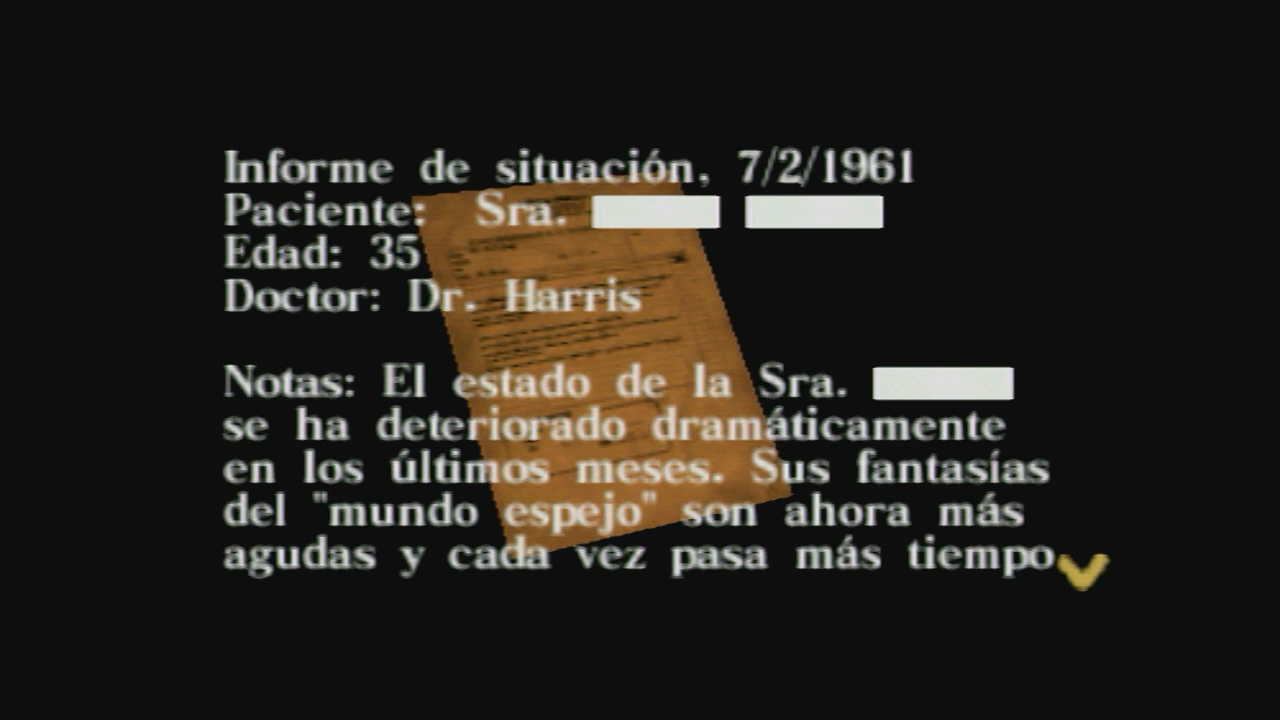 Informe de situación, 7/2/1961
Paciente: Sra.
Edad: 35
Doctor: Dr. Harris
Notas: El estado de la Sra.
se ha deteriorado dramáticamente
en los últimos meses. Sus fantasías
del "mundo espejo" son ahora más
agudas y cada vez pasa más tiempo